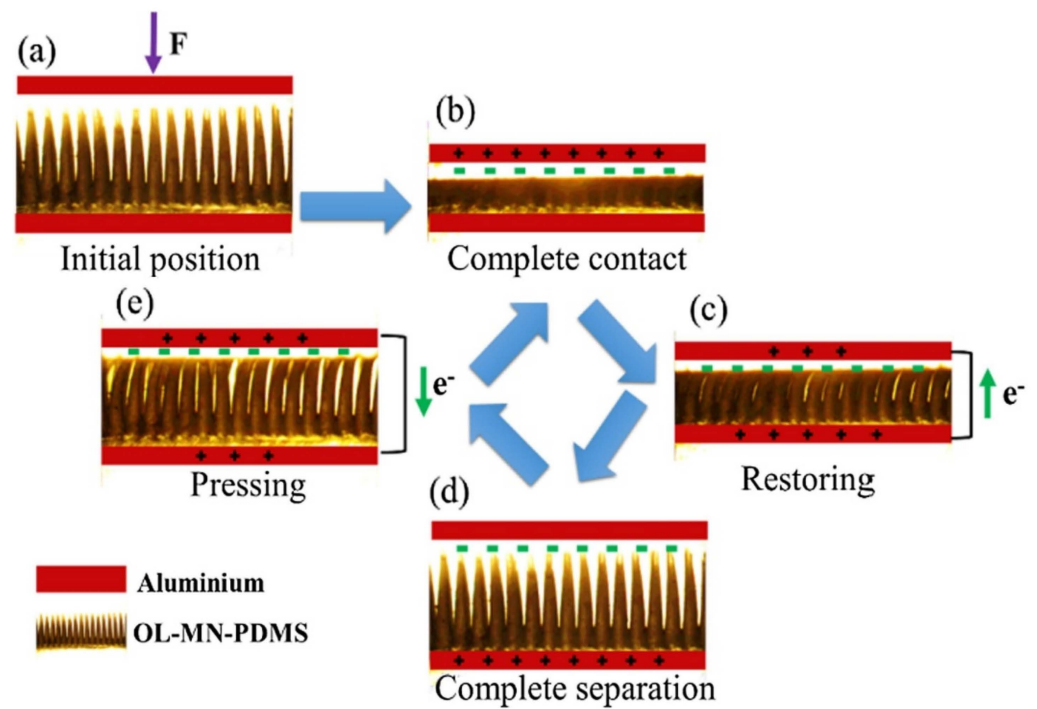 (a)
F
Initial position
(b)
+ + + + + + + +
Complete contact
(e)
+ + + + +
e-
+ + +
Pressing
(c)
+ + +
e-
+ + + + +
Restoring
(d)
+ + + + + + + +
Complete separation
Aluminium
OL-MN-PDMS